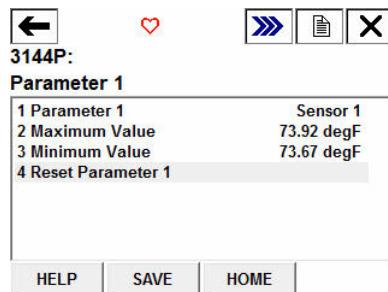 3144P:
Parameter 1
1 Parameter 1 Sensor 1
2 Maximum Value 73.92 degF
3 Minimum Value 73.67 degF
4 Reset Parameter 1
HELP SAVE HOME